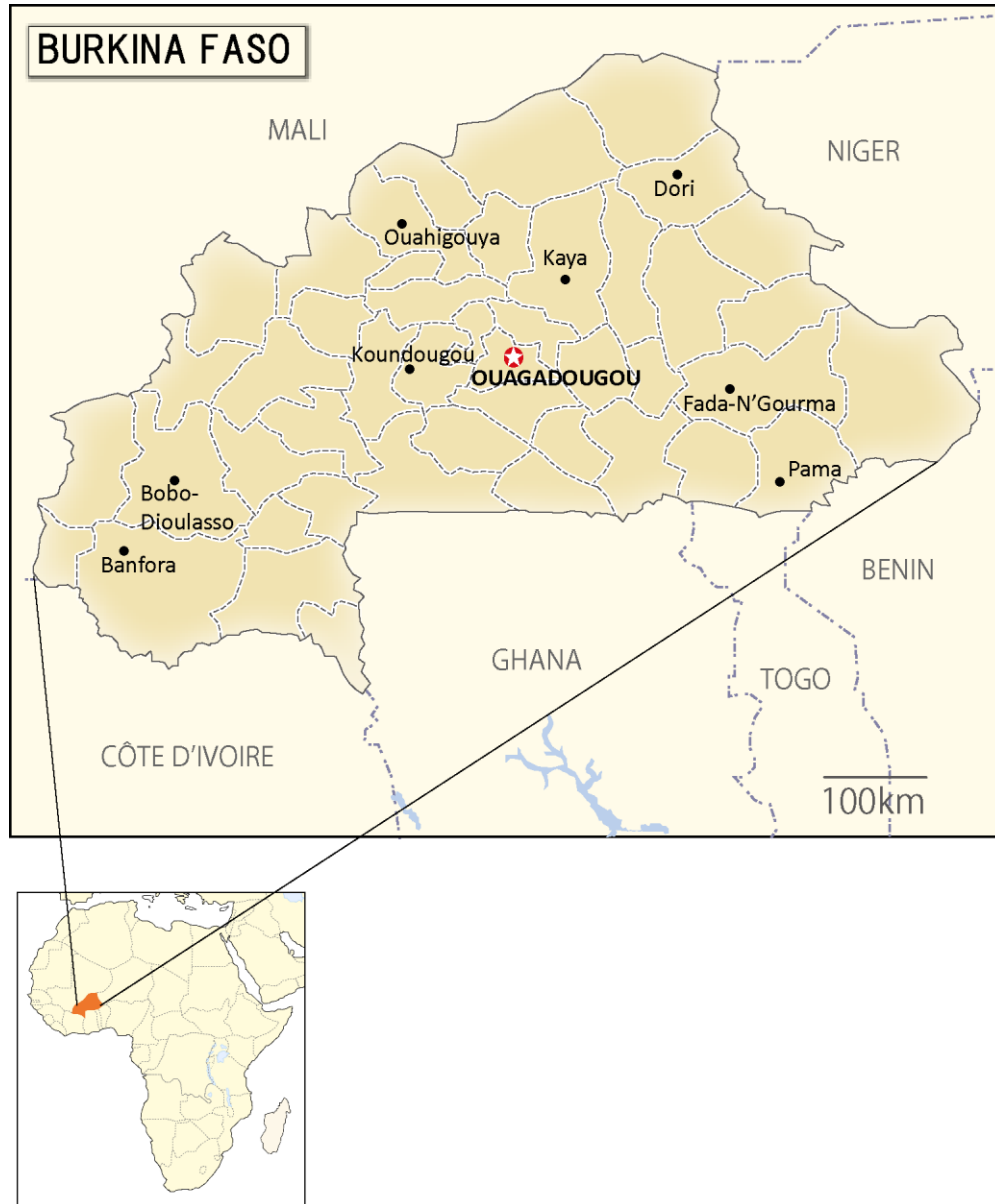 BURKINA FASO
MALI
NIGER
Dori
Ouahigouya
Kaya
Koundougou
OUAGADOUGOU
Fada-N'Gourma
Pama
Bobo-
Dioulasso
Banfora
BENIN
GHANA
TOGO
CÔTE D'IVOIRE
100km